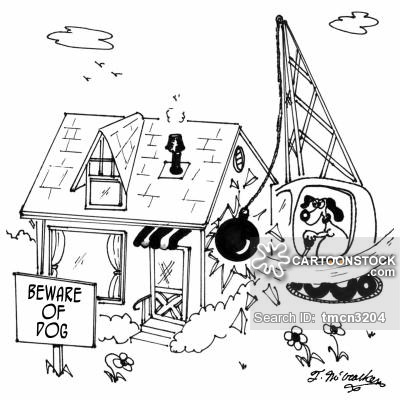 BEWARE
OF
DOG
CARTOONSTOCK
.com
Search ID: tmcn3204